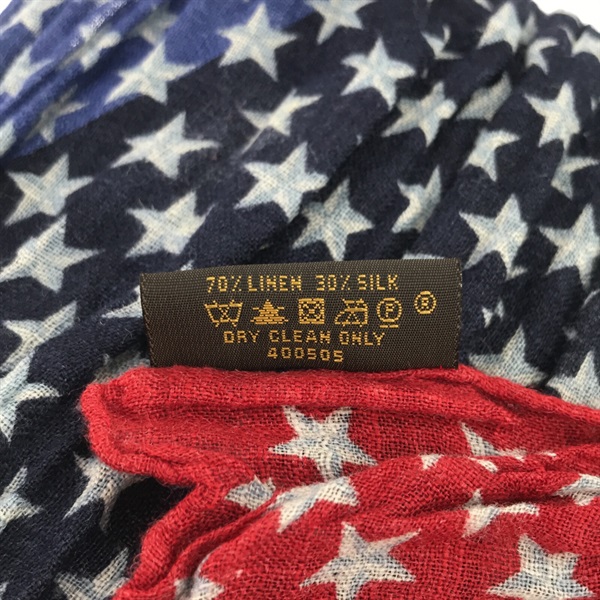 70% LINEN 30% SILK
P ®
DRY CLEAN ONLY
400505